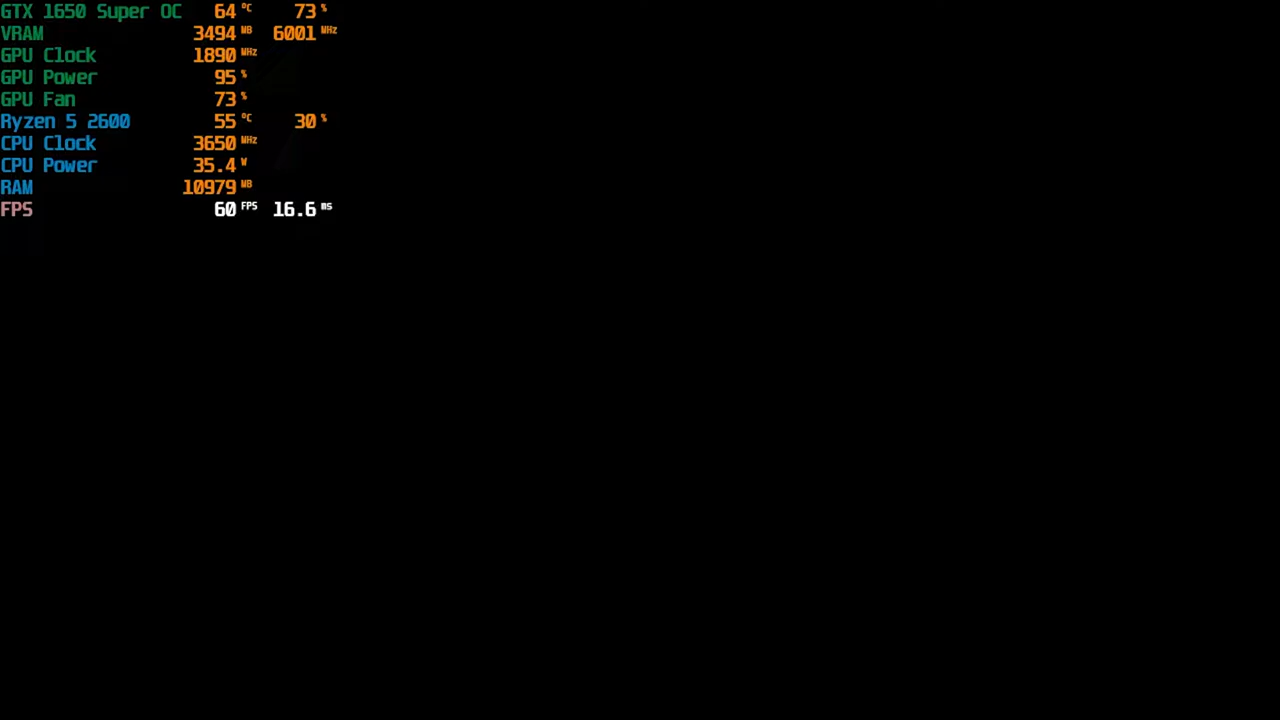 GTX 1650 Super OC 64 °C 73 %
VRAM 3494 MB 6001 MHz
GPU Clock 1890 MHz
GPU Power 95 %
GPU Fan 73 %
Ryzen 5 2600 55 °C 30 %
CPU Clock 3650 MHz
CPU Power 35.4 W
RAM 10979 MB
FPS 60 FPS 16.6 ms